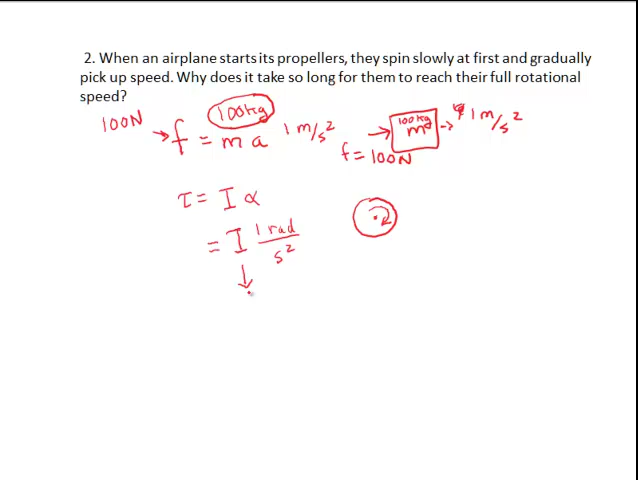 2. When an airplane starts its propellers, they spin slowly at first and gradually
pick up speed. Why does it take so long for them to reach their full rotational
speed?
100N → f = m a 100kg 1 m/s²
→ 100kg m → 1 m/s²
f = 100N
τ = I α
= I 1 rad/s²
↓